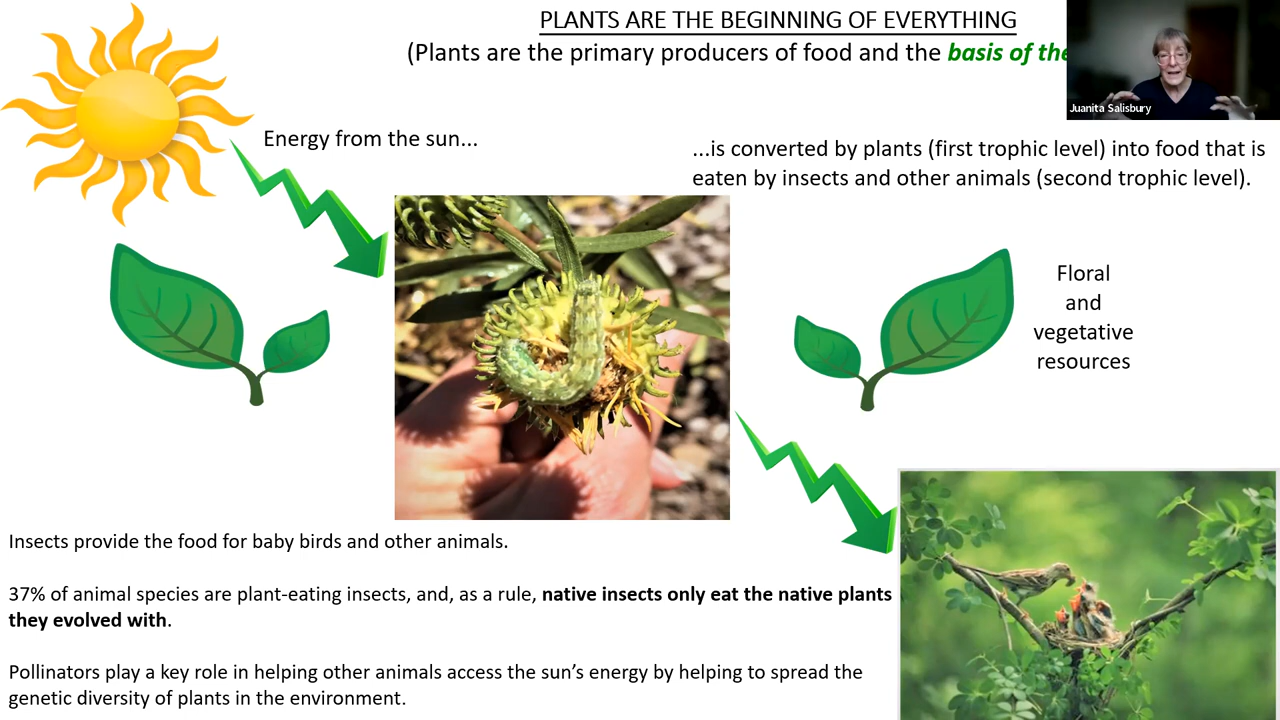 PLANTS ARE THE BEGINNING OF EVERYTHING
(Plants are the primary producers of food and the basis of the
Juanita Salisbury
Energy from the sun...
...is converted by plants (first trophic level) into food that is
eaten by insects and other animals (second trophic level).
Floral
and
vegetative
resources
Insects provide the food for baby birds and other animals.
37% of animal species are plant-eating insects, and, as a rule, native insects only eat the native plants
they evolved with.
Pollinators play a key role in helping other animals access the sun’s energy by helping to spread the
genetic diversity of plants in the environment.